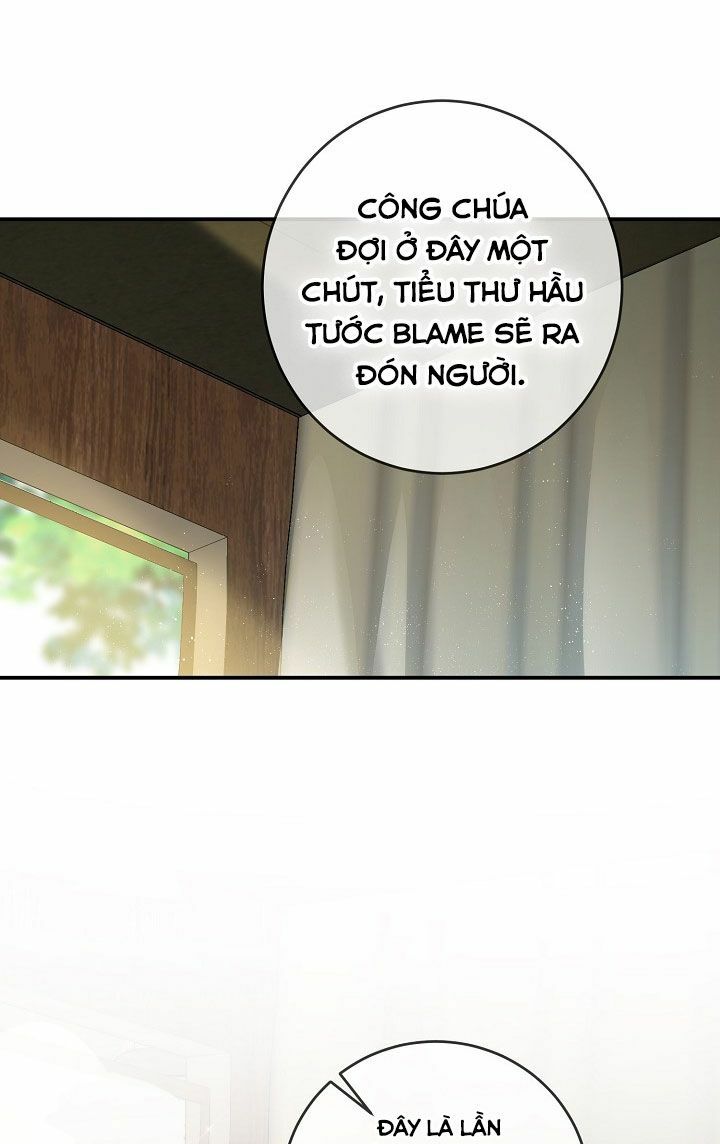 CÔNG CHÚA
ĐỢI Ở ĐÂY MỘT
CHÚT, TIỂU THƯ HẦU
TƯỚC BLAME SẼ RA
ĐÓN NGƯỜI.
ĐÂY LÀ LẦN